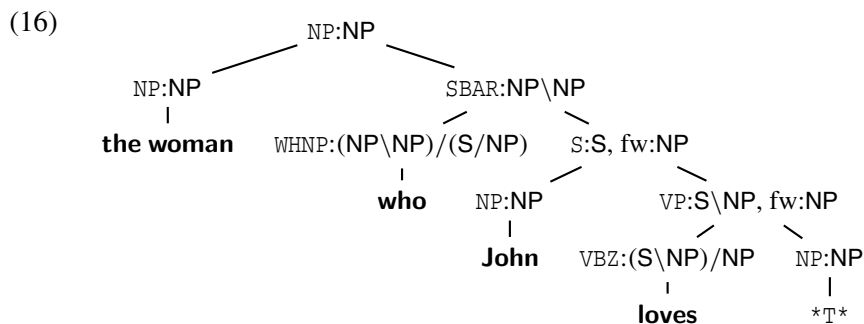 (16)
NP:NP
NP:NP SBAR:NP\NP
the woman WHNP:(NP\NP)/(S/NP) S:S, fw:NP
who NP:NP VP:S\NP, fw:NP
John VBZ:(S\NP)/NP NP:NP
loves *T*